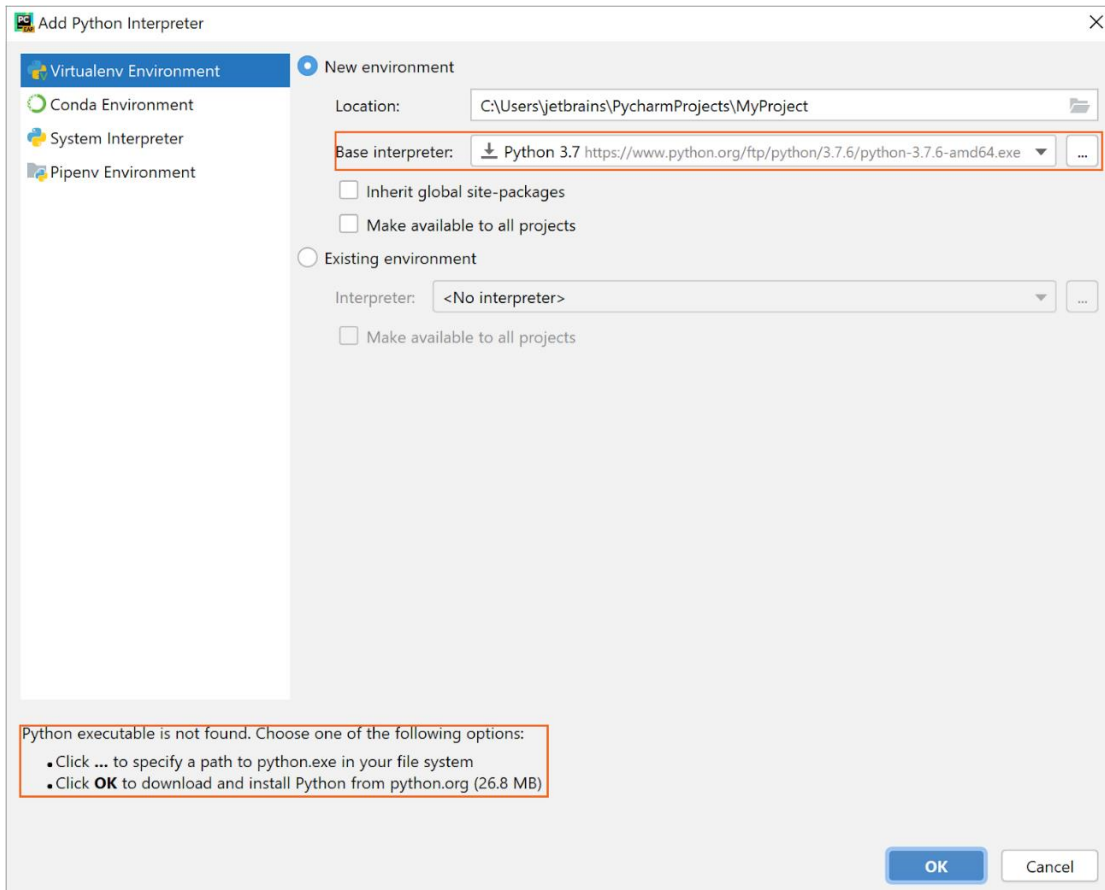 Add Python Interpreter
Virtualenv Environment
Conda Environment
System Interpreter
Pipenv Environment
New environment
Location: C:\Users\jetbrains\PycharmProjects\MyProject
Base interpreter: Python 3.7 https://www.python.org/ftp/python/3.7.6/python-3.7.6-amd64.exe ...
Inherit global site-packages
Make available to all projects
Existing environment
Interpreter: <No interpreter> ...
Make available to all projects
Python executable is not found. Choose one of the following options:
• Click ... to specify a path to python.exe in your file system
• Click OK to download and install Python from python.org (26.8 MB)
OK Cancel